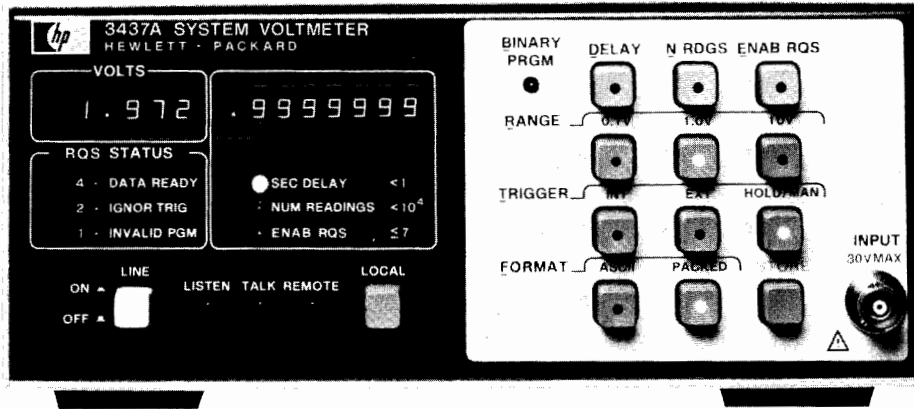 hp
3437A SYSTEM VOLTMETER
HEWLETT · PACKARD
VOLTS
1.972
.9999999
RQS STATUS
4 · DATA READY
2 · IGNOR TRIG
1 · INVALID PGM
SEC DELAY <1
NUM READINGS <10⁴
ENAB RQS ≤7
LINE
ON
OFF
LISTEN TALK REMOTE
LOCAL
BINARY
PRGM
DELAY
N RDGS
ENAB RQS
RANGE
0.1V
1.0V
10V
TRIGGER
INT
EXT
HOLD/MAN
FORMAT
ASCII
PACKED
STORE
INPUT
30V MAX